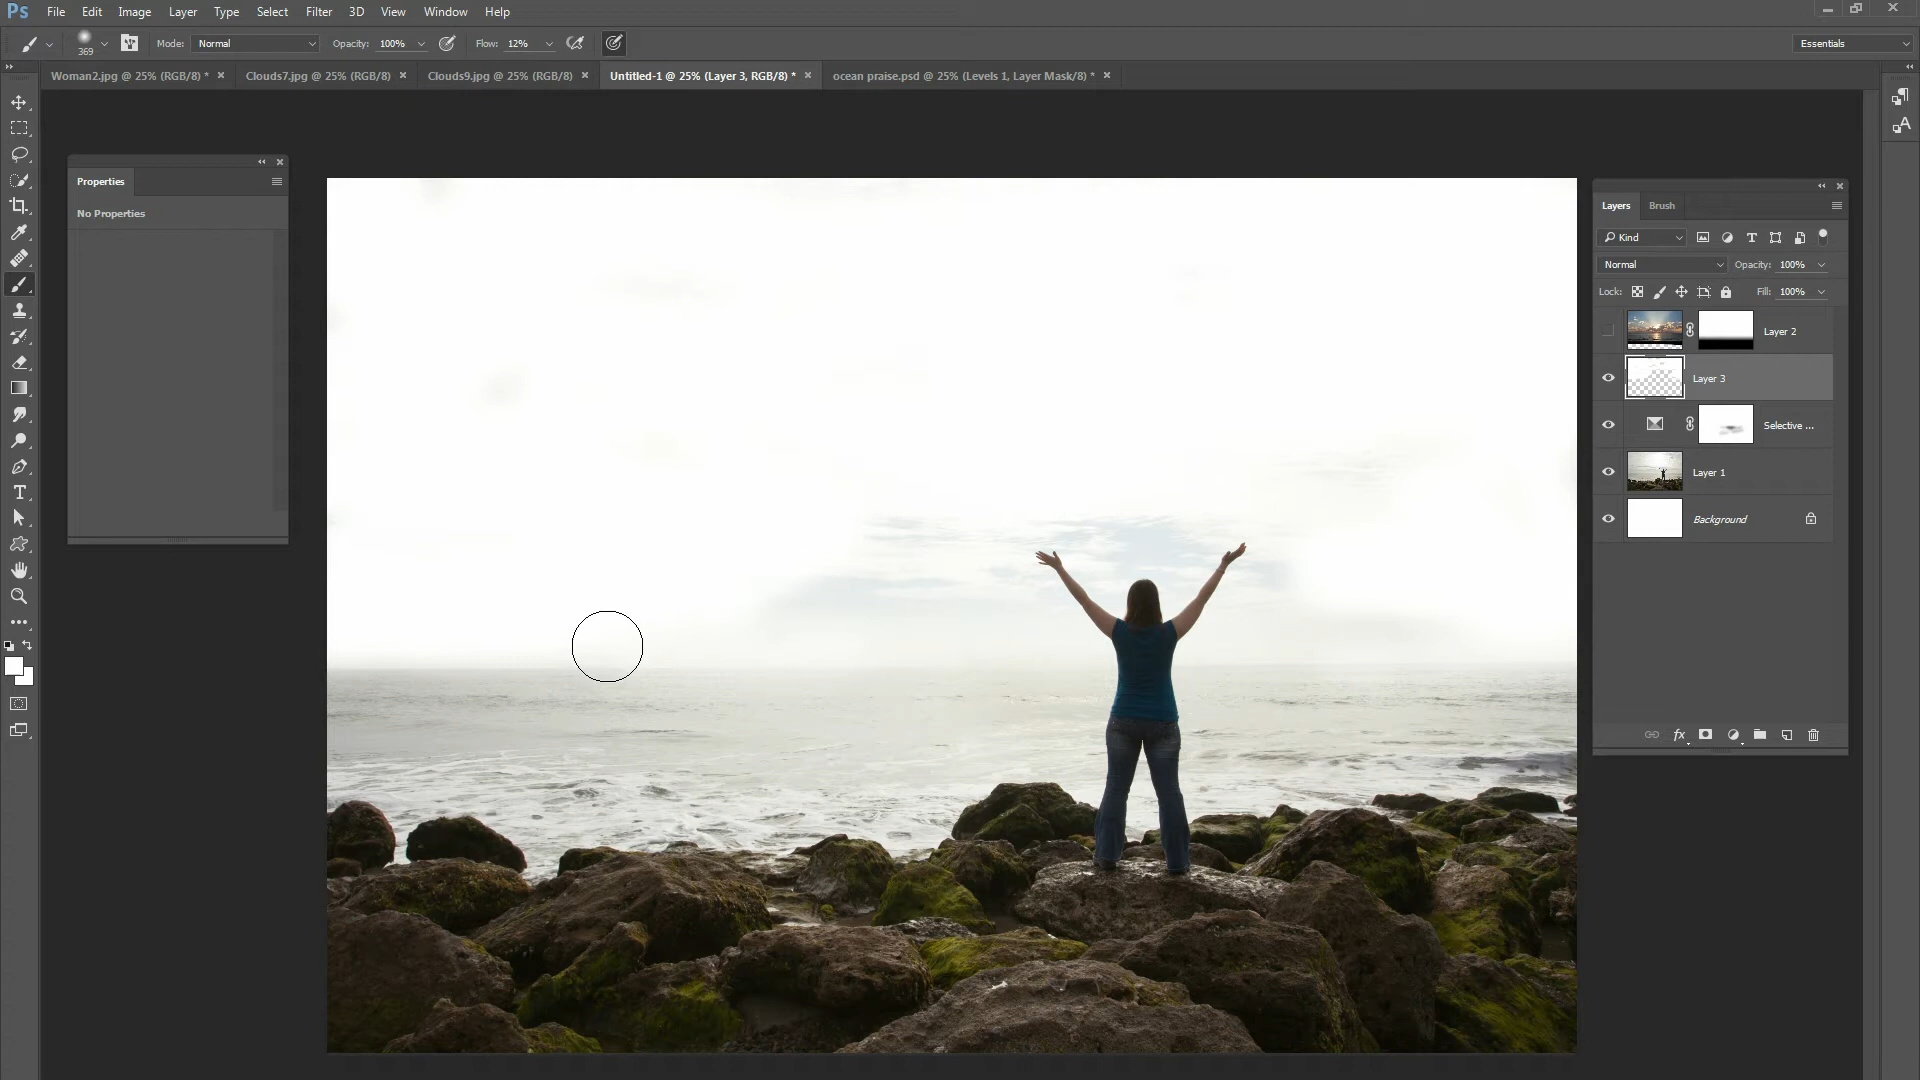 Ps File Edit Image Layer Type Select Filter 3D View Window Help
369 Mode: Normal Opacity: 100% Flow: 12% Essentials
Woman2.jpg @ 25% (RGB/8) * Clouds7.jpg @ 25% (RGB/8) Clouds9.jpg @ 25% (RGB/8) Untitled-1 @ 25% (Layer 3, RGB/8) * ocean praise.psd @ 25% (Levels 1, Layer Mask/8) *
Properties
No Properties
Layers Brush
Kind
Normal Opacity: 100%
Lock: Fill: 100%
Layer 2
Layer 3
Selective ...
Layer 1
Background
fx